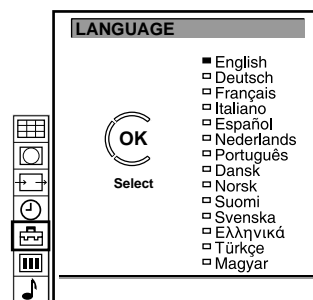 LANGUAGE
English
Deutsch
Français
Italiano
Español
Nederlands
Português
Dansk
Norsk
Suomi
Svenska
Ελληνικά
Türkçe
Magyar
OK
Select